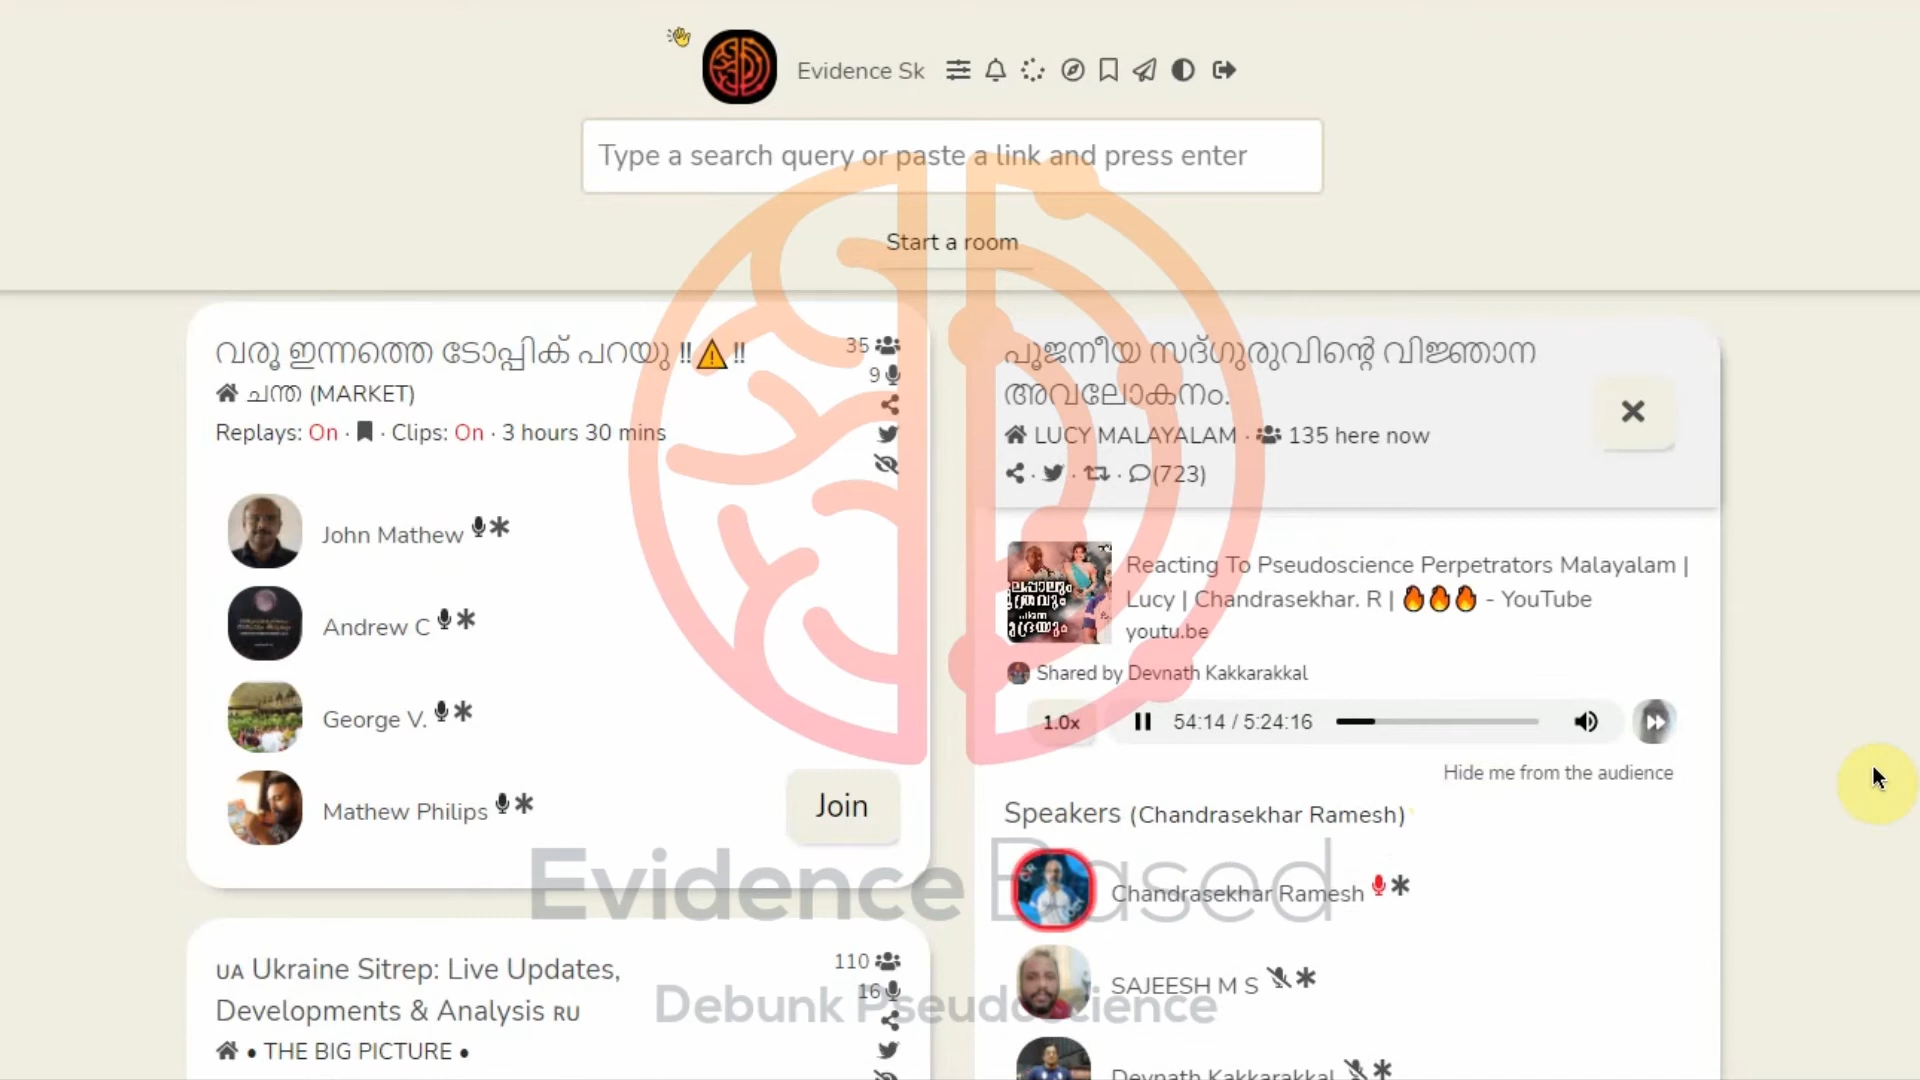 Evidence Sk
Type a search query or paste a link and press enter
Start a room
വരൂ ഇന്നത്തെ ടോപ്പിക് പറയു ‼️⚠️‼️
35
ചന്ത (MARKET)
9
Replays: On · · Clips: On · 3 hours 30 mins
John Mathew
Andrew C
George V.
Mathew Philips
Join
UA Ukraine Sitrep: Live Updates,
110
Developments & Analysis RU
16
• THE BIG PICTURE •
പൂജനീയ സദ്ഗുരുവിന്റെ വിജ്ഞാന
അവലോകനം.
LUCY MALAYALAM · 135 here now
· · · (723)
Reacting To Pseudoscience Perpetrators Malayalam |
Lucy | Chandrasekhar. R | 🔥🔥🔥 - YouTube
youtu.be
Shared by Devnath Kakkarakkal
1.0x 54:14 / 5:24:16
Hide me from the audience
Speakers (Chandrasekhar Ramesh)
Chandrasekhar Ramesh
SAJEESH M S
Devnath Kakkarakkal
Evidence Based
Debunk Pseudoscience